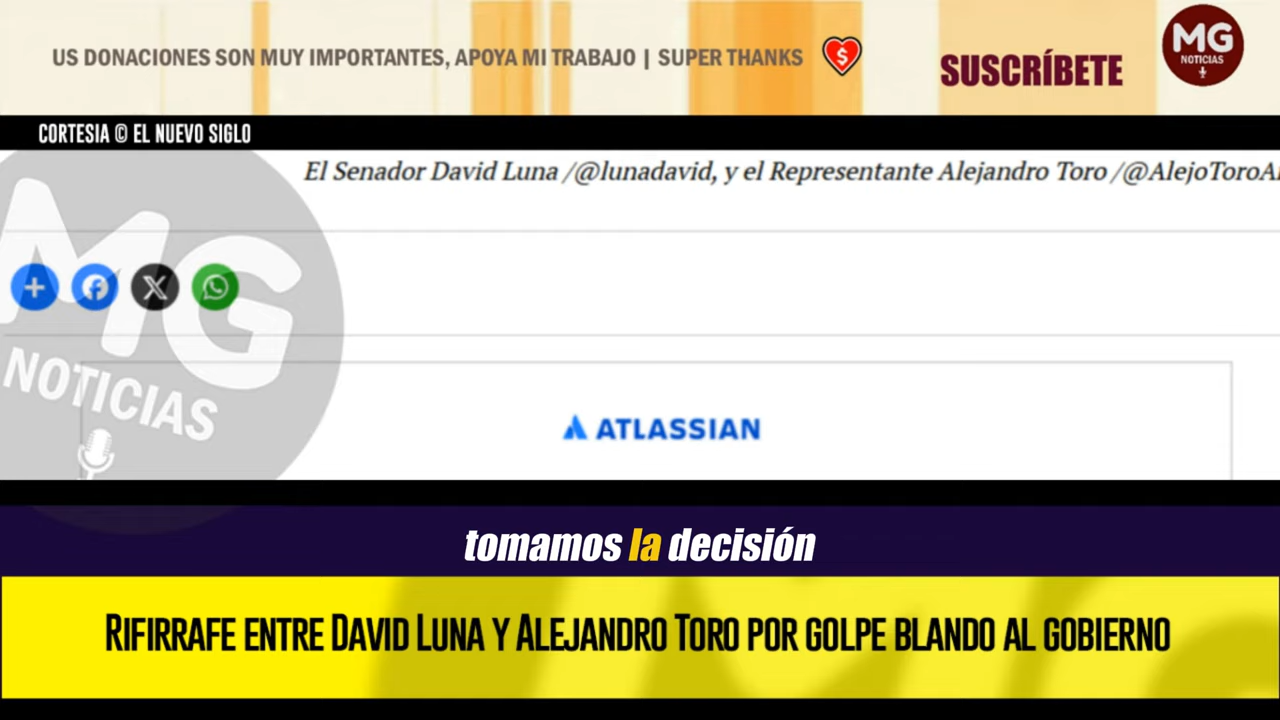 US DONACIONES SON MUY IMPORTANTES, APOYA MI TRABAJO | SUPER THANKS
SUSCRÍBETE
MG
NOTICIAS
CORTESIA © EL NUEVO SIGLO
El Senador David Luna /@lunadavid, y el Representante Alejandro Toro /@AlejoToroA
MG
NOTICIAS
ATLASSIAN
tomamos la decisión
RIFIRRAFE ENTRE DAVID LUNA Y ALEJANDRO TORO POR GOLPE BLANDO AL GOBIERNO